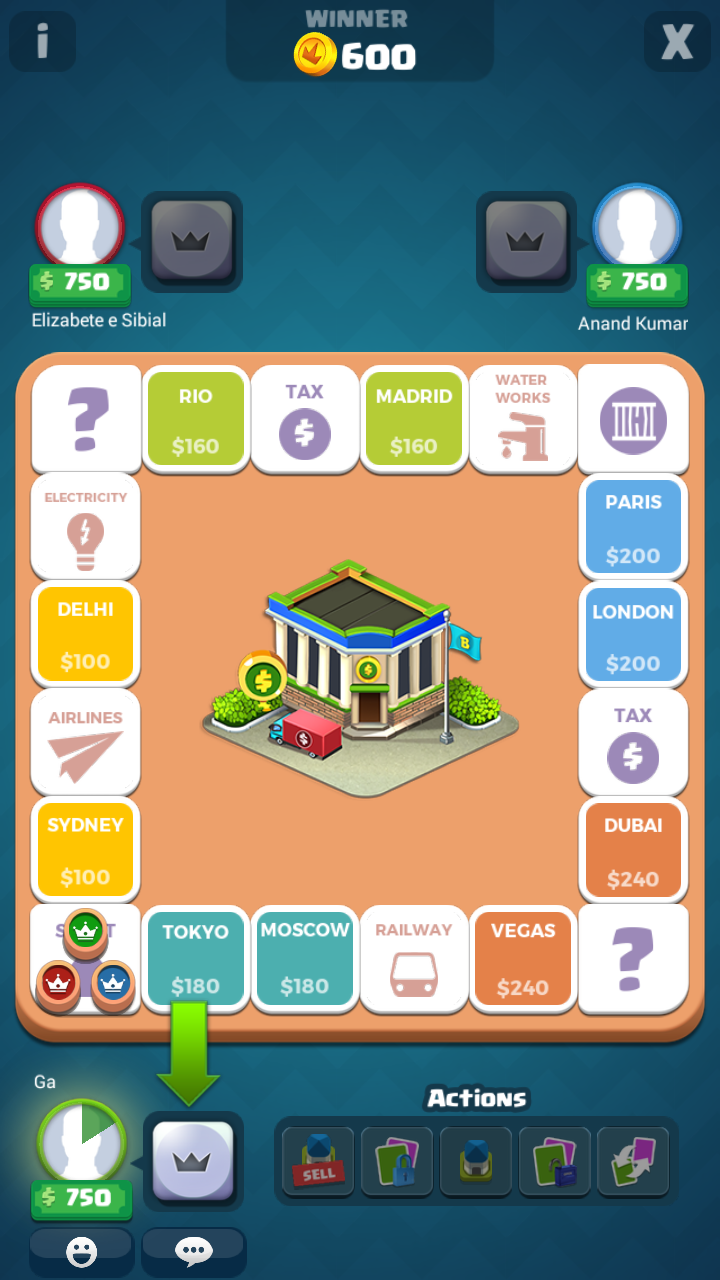 i
WINNER
600
X
$ 750
Elizabete e Sibial
$ 750
Anand Kumar
?
RIO
$160
TAX
$
MADRID
$160
WATER
WORKS
ELECTRICITY
PARIS
$200
DELHI
$100
LONDON
$200
AIRLINES
TAX
$
B
$
$
SYDNEY
$100
DUBAI
$240
TOKYO
$180
MOSCOW
$180
RAILWAY
VEGAS
$240
?
Ga
Actions
SELL
$ 750